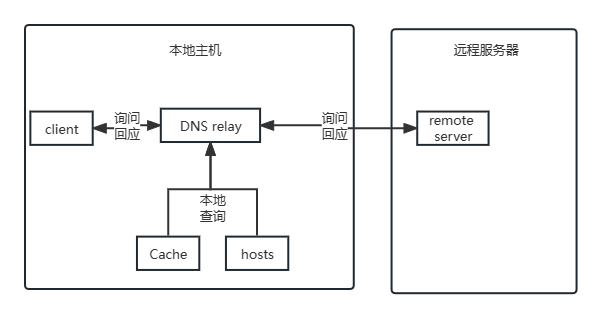 本地主机
远程服务器
client
询问
回应
DNS relay
询问
回应
remote
server
本地
查询
Cache
hosts